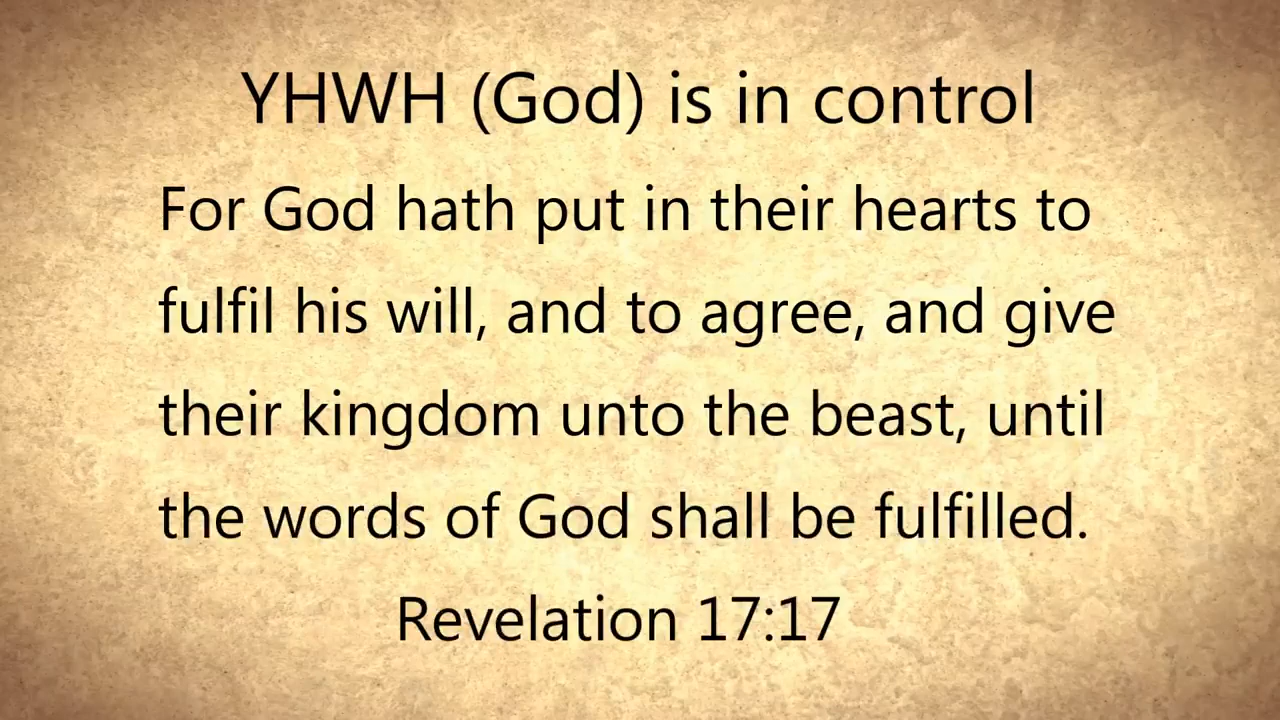 YHWH (God) is in control
For God hath put in their hearts to
fulfil his will, and to agree, and give
their kingdom unto the beast, until
the words of God shall be fulfilled.
Revelation 17:17